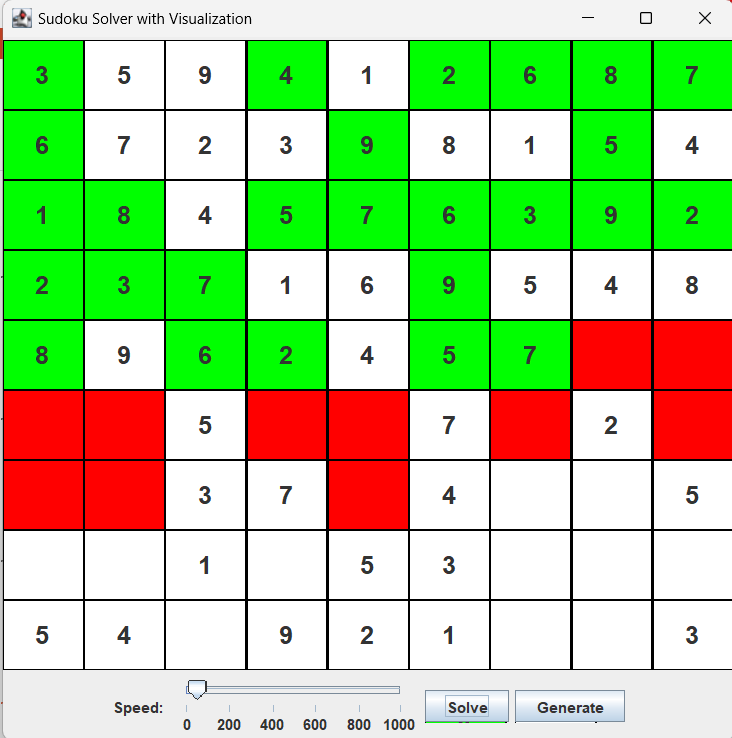 Sudoku Solver with Visualization
3 5 9 4 1 2 6 8 7
6 7 2 3 9 8 1 5 4
1 8 4 5 7 6 3 9 2
2 3 7 1 6 9 5 4 8
8 9 6 2 4 5 7
5 7 2
3 7 4 5
1 5 3
5 4 9 2 1 3
Speed: Solve Generate
0 200 400 600 800 1000